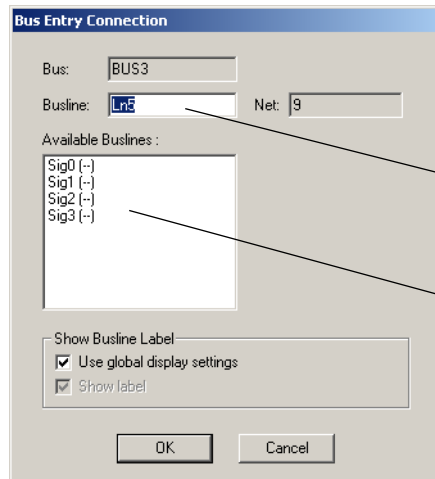 Bus Entry Connection
Bus: BUS3
Busline: Ln5 Net: 9
Available Buslines :
Sig0 (--)
Sig1 (--)
Sig2 (--)
Sig3 (--)
Show Busline Label
Use global display settings
Show label
OK Cancel